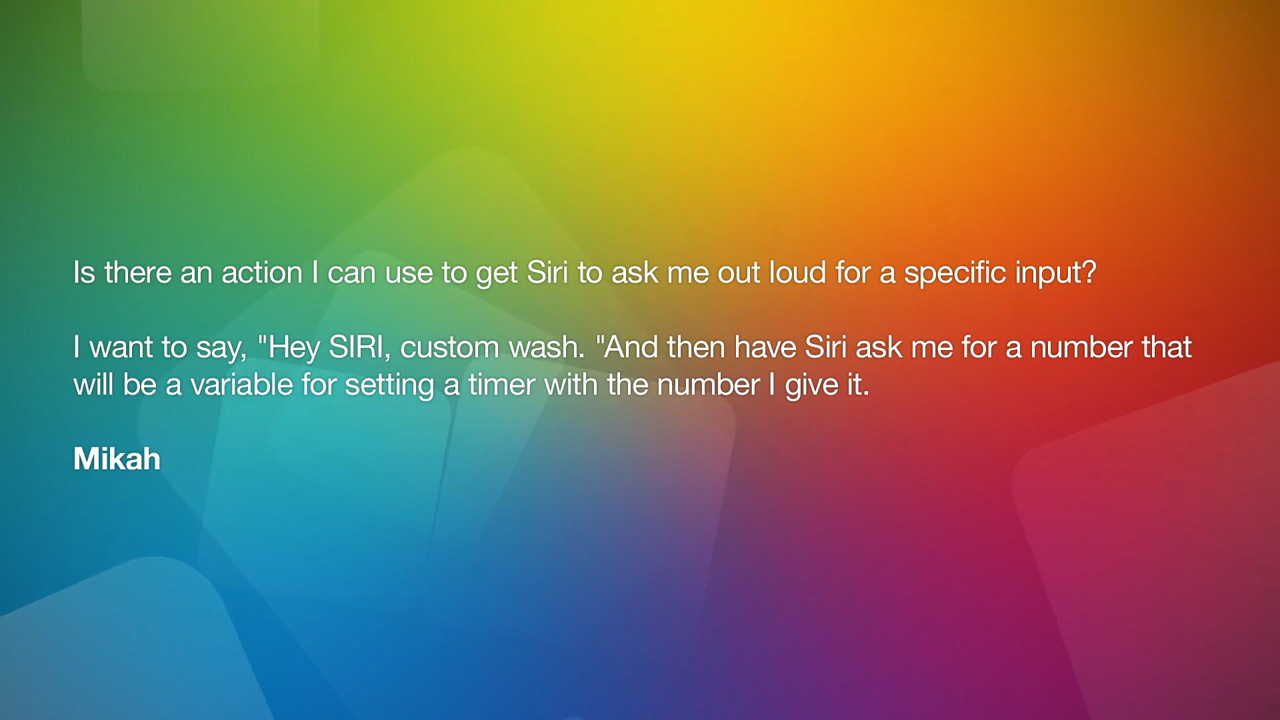 Is there an action I can use to get Siri to ask me out loud for a specific input?
I want to say, "Hey SIRI, custom wash. "And then have Siri ask me for a number that
will be a variable for setting a timer with the number I give it.
Mikah